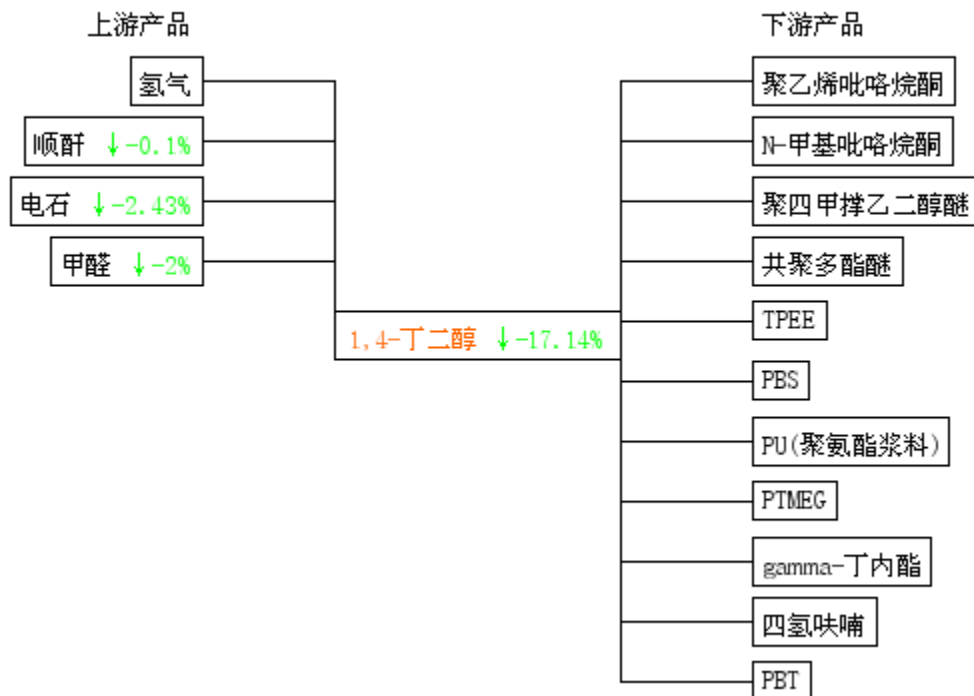 上游产品
下游产品
氢气
顺酐 ↓-0.1%
电石 ↓-2.43%
甲醛 ↓-2%
1,4-丁二醇 ↓-17.14%
聚乙烯吡咯烷酮
N-甲基吡咯烷酮
聚四甲撑乙二醇醚
共聚多酯醚
TPEE
PBS
PU(聚氨酯浆料)
PTMEG
gamma-丁内酯
四氢呋喃
PBT